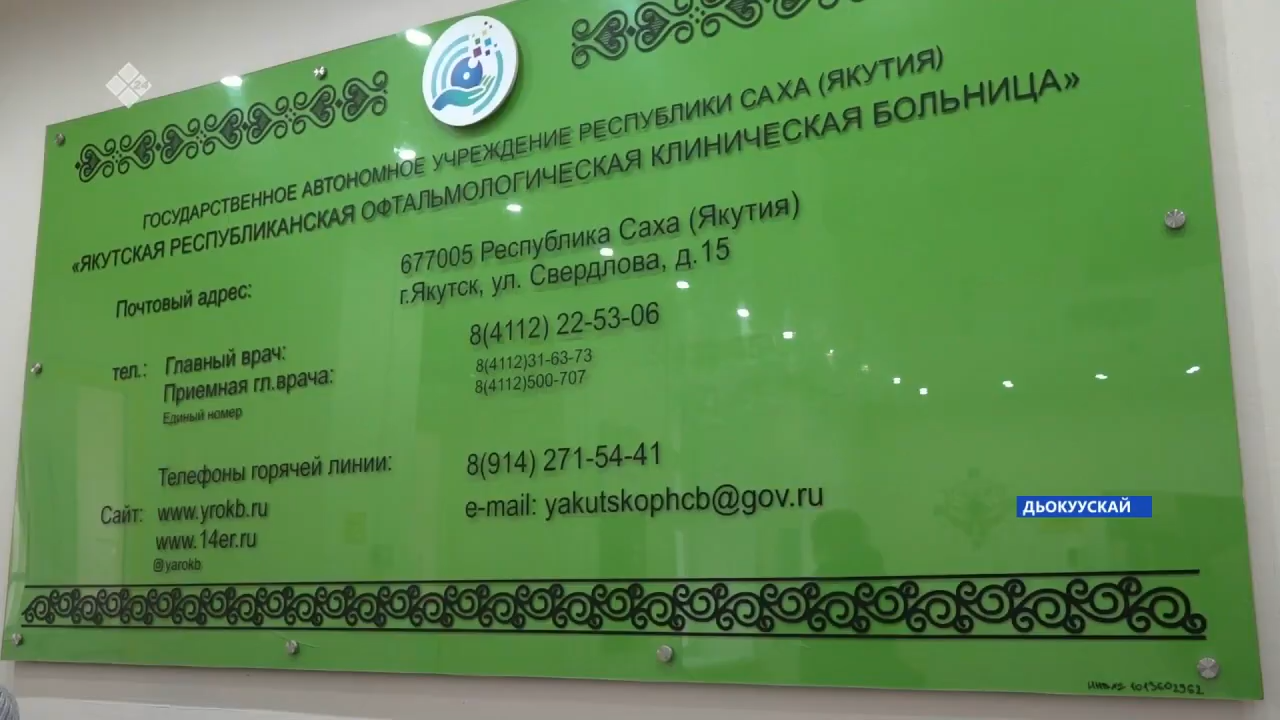 24
ГОСУДАРСТВЕННОЕ АВТОНОМНОЕ УЧРЕЖДЕНИЕ РЕСПУБЛИКИ САХА (ЯКУТИЯ)
«ЯКУТСКАЯ РЕСПУБЛИКАНСКАЯ ОФТАЛЬМОЛОГИЧЕСКАЯ КЛИНИЧЕСКАЯ БОЛЬНИЦА»
Почтовый адрес:
677005 Республика Саха (Якутия)
г.Якутск, ул. Свердлова, д.15
тел.: Главный врач: 8(4112) 22-53-06
Приемная гл.врача: 8(4112)31-63-73
Единый номер 8(4112)500-707
Телефоны горячей линии: 8(914) 271-54-41
Сайт: www.yrokb.ru e-mail: yakutskophcb@gov.ru
www.14er.ru
yarokb
ДЬОКУУСКАЙ